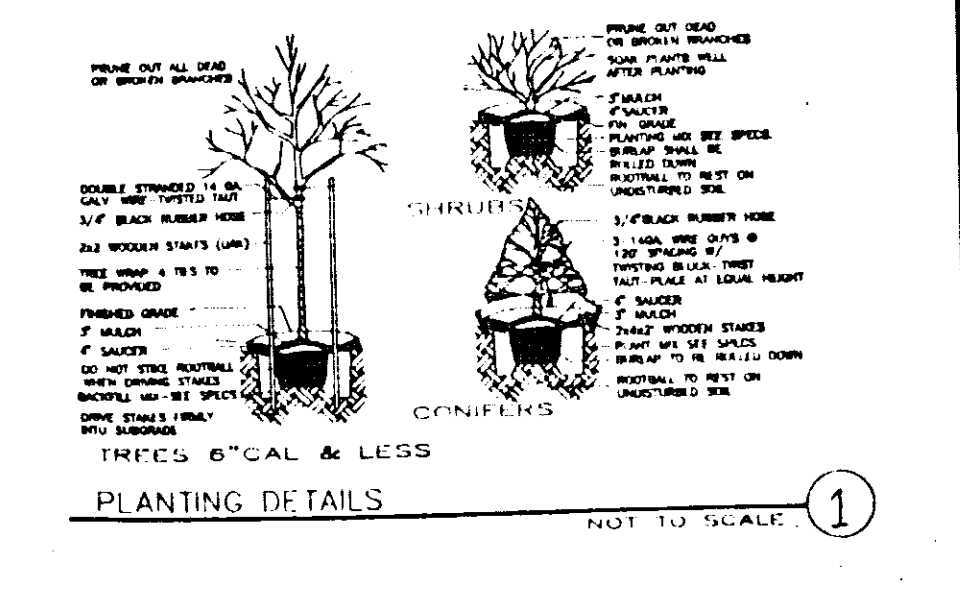 PRUNE OUT ALL DEAD
OR BROKEN BRANCHES
DOUBLE STRANDED 14 GA.
GALV WIRE-TWISTED TAUT
3/4" BLACK RUBBER HOSE
2x2 WOODEN STAKES (OAK)
TREE WRAP 4 TIES TO
BE PROVIDED
FINISHED GRADE
3" MULCH
4" SAUCER
DO NOT STAKE ROOTBALL
WHEN DRIVING STAKES
BACKFILL MIX-SEE SPECS
DRIVE STAKES FIRMLY
INTO SUBGRADE
TREES 6"CAL & LESS
PRUNE OUT DEAD
OR BROKEN BRANCHES
SOAK PLANTS WELL
AFTER PLANTING
3" MULCH
4" SAUCER
FIN GRADE
PLANTING MIX SEE SPECS.
BURLAP SHALL BE
ROLLED DOWN
ROOTBALL TO REST ON
UNDISTURBED SOIL
SHRUBS
3/4"BLACK RUBBER HOSE
3-14GA. WIRE GUYS @
120° SPACING W/
TWISTING BLOCK-TWIST
TAUT-PLACE AT EQUAL HEIGHT
4" SAUCER
3" MULCH
2x4x2' WOODEN STAKES
PLANT MIX SEE SPECS
BURLAP TO BE ROLLED DOWN
ROOTBALL TO REST ON
UNDISTURBED SOIL
CONIFERS
PLANTING DETAILS
NOT TO SCALE
1